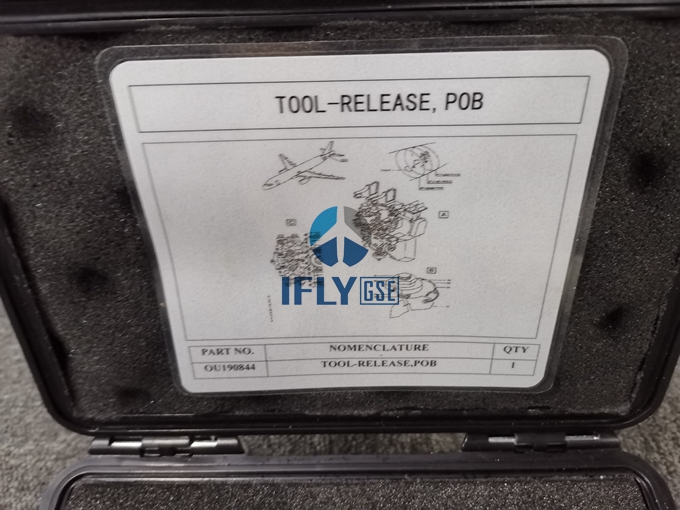 TOOL-RELEASE, POB
C
A
B
IFLY GSE
PART NO. NOMENCLATURE QTY
OU190844 TOOL-RELEASE,POB 1